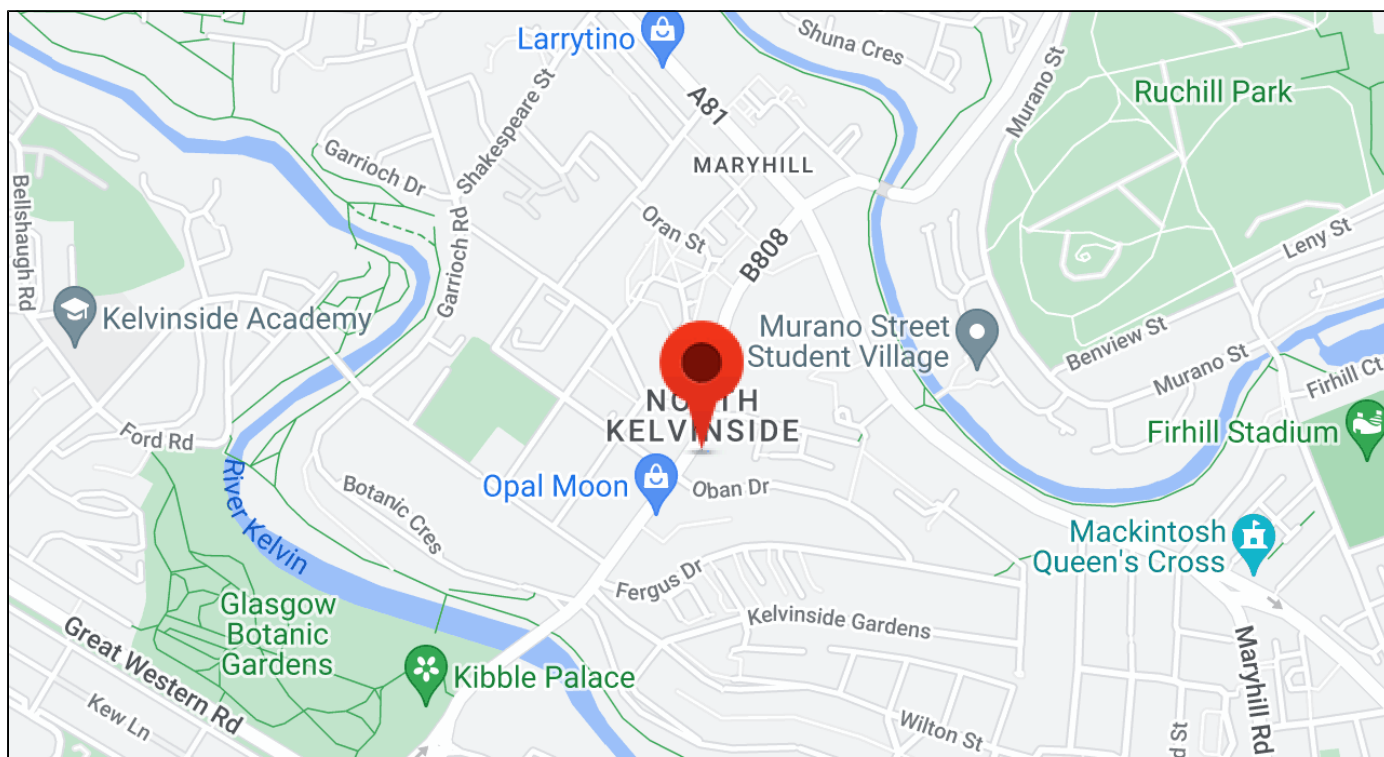 Larrytino
Shuna Cres
A81
Murano St
Ruchill Park
Shakespeare St
Garrioch Dr
MARYHILL
Bellshaugh Rd
Oran St
Garrioch Rd
B808
Leny St
Kelvinside Academy
Murano Street
Student Village
Benview St
Murano St
Firhill Ct
NORTH
KELVINSIDE
Ford Rd
Firhill Stadium
River Kelvin
Botanic Cres
Opal Moon
Oban Dr
Mackintosh
Queen's Cross
Fergus Dr
Glasgow
Botanic
Gardens
Kelvinside Gardens
Great Western Rd
Kibble Palace
Maryhill Rd
Kew Ln
Wilton St
d St